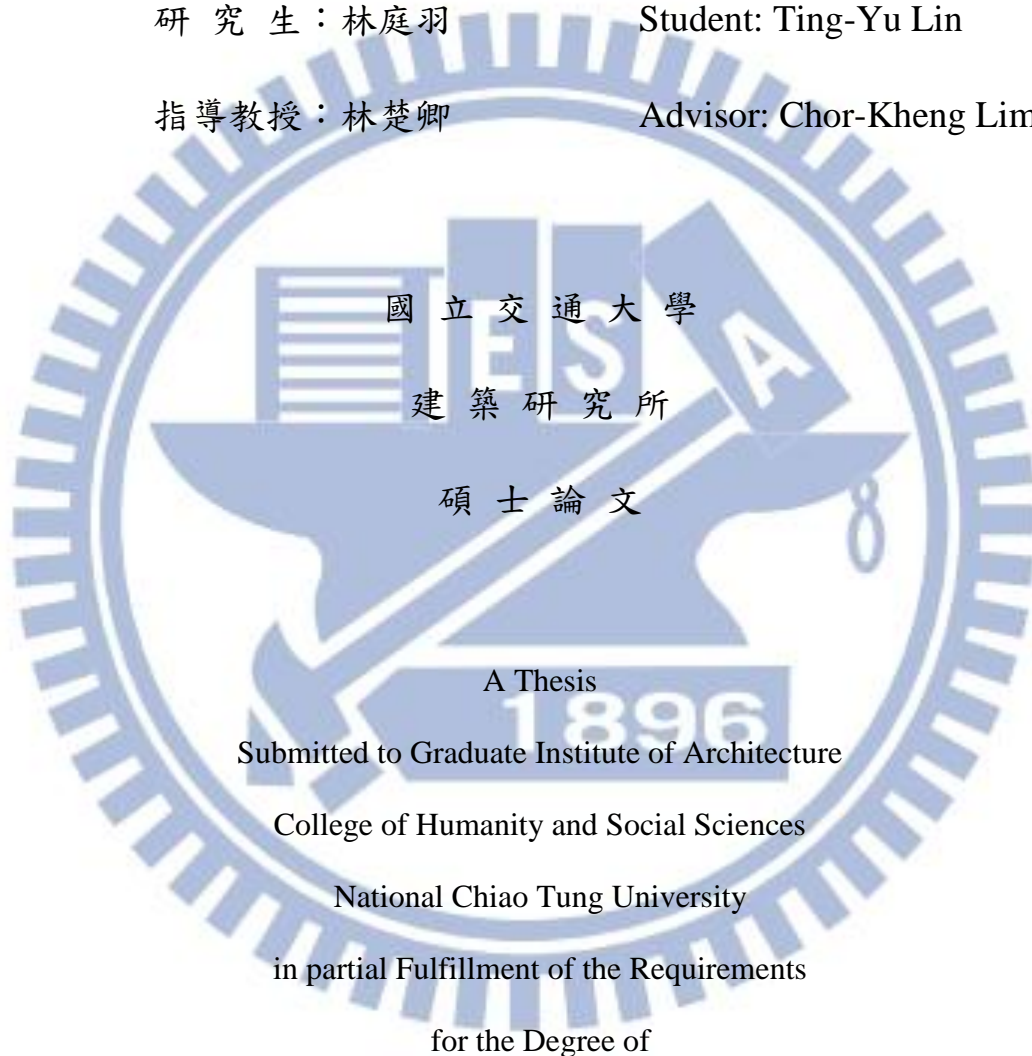 研 究 生：林庭羽 Student: Ting-Yu Lin
指導教授：林楚卿 Advisor: Chor-Kheng Lim
E S A
國 立 交 通 大 學
建 築 研 究 所
碩 士 論 文
A Thesis
1896
Submitted to Graduate Institute of Architecture
College of Humanity and Social Sciences
National Chiao Tung University
in partial Fulfillment of the Requirements
for the Degree of